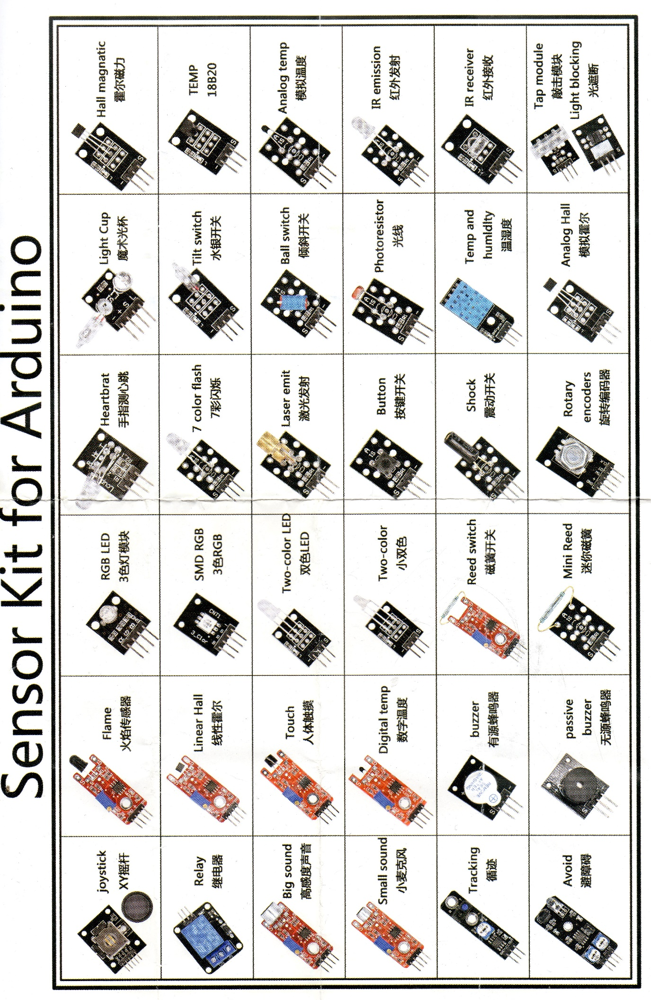 Sensor Kit for Arduino
joystick
XY摇杆
Flame
火焰传感器
RGB LED
3色灯模块
Heartbrat
手指测心跳
Light Cup
魔术光杯
Hall magnatic
霍尔磁力
Relay
继电器
Linear Hall
线性霍尔
SMD RGB
3色RGB
CNT1
3_Clor
7 color flash
7彩闪烁
Tilt switch
水银开关
TEMP
18B20
Big sound
高感度声音
Touch
人体触摸
Two-color LED
双色LED
Laser emit
激光发射
Ball switch
倾斜开关
Analog temp
模拟温度
Small sound
小麦克风
Digital temp
数字温度
Two-color
小双色
Button
按键开关
Photoresistor
光线
IR emission
红外发射
Tracking
循迹
buzzer
有源蜂鸣器
REMOVE
SEAL
AFTER
WASHING
Reed switch
磁簧开关
Shock
震动开关
Temp and
humldlty
温湿度
IR receiver
红外接收
Avoid
避障碍
passive
buzzer
无源蜂鸣器
Mini Reed
迷你磁簧
Rotary
encoders
旋转编码器
Analog Hall
模拟霍尔
Tap module
敲击模块
Light blocking
光遮断